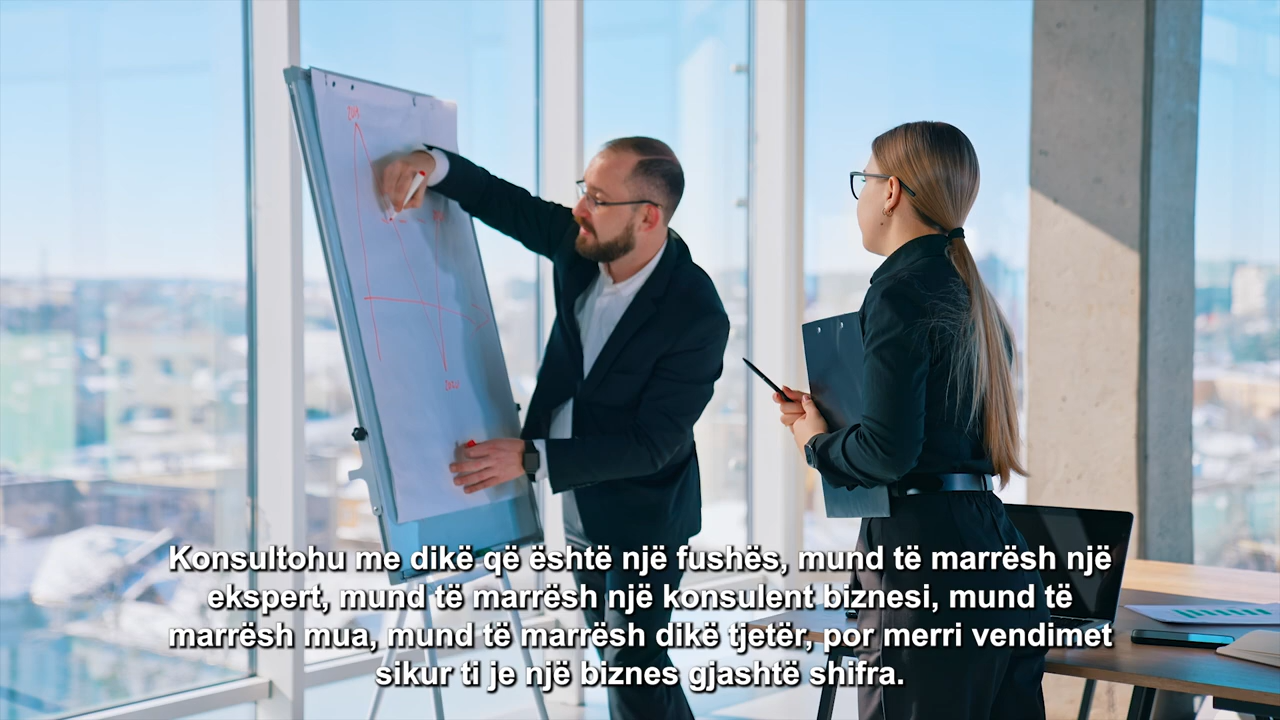 Konsultohu me dikë që është një fushës, mund të marrësh një
ekspert, mund të marrësh një konsulent biznesi, mund të
marrësh mua, mund të marrësh dikë tjetër, por merri vendimet
sikur ti je një biznes gjashtë shifra.